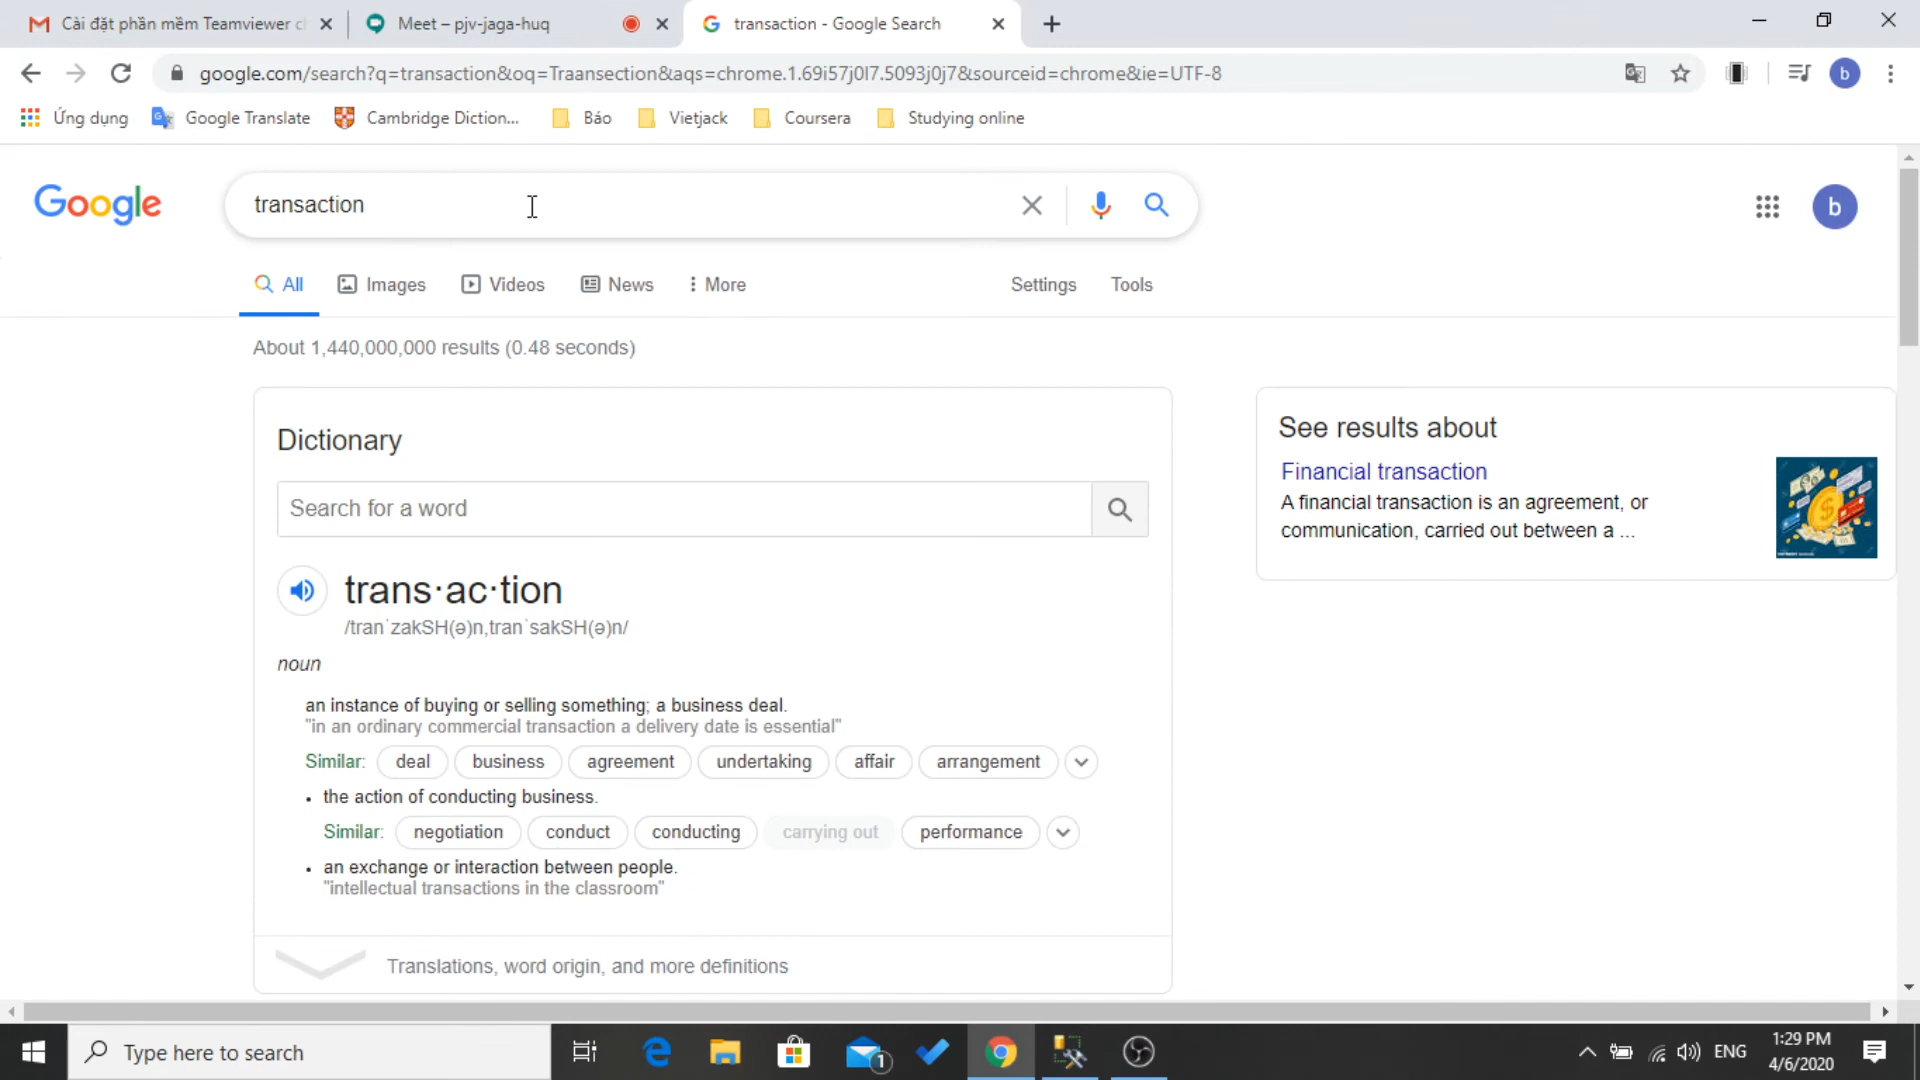 Cài đặt phần mềm Teamviewer c
Meet – pjv-jaga-huq
transaction - Google Search
google.com/search?q=transaction&oq=Traansection&aqs=chrome.1.69i57j0l7.5093j0j7&sourceid=chrome&ie=UTF-8
b
Ứng dụng
Google Translate
Cambridge Diction...
Báo
Vietjack
Coursera
Studying online
Google
transaction
b
All
Images
Videos
News
More
Settings
Tools
About 1,440,000,000 results (0.48 seconds)
Dictionary
Search for a word
trans·ac·tion
/tranˈzakSH(ə)n,tranˈsakSH(ə)n/
noun
an instance of buying or selling something; a business deal.
"in an ordinary commercial transaction a delivery date is essential"
Similar: deal business agreement undertaking affair arrangement
• the action of conducting business.
Similar: negotiation conduct conducting carrying out performance
• an exchange or interaction between people.
"intellectual transactions in the classroom"
Translations, word origin, and more definitions
See results about
Financial transaction
A financial transaction is an agreement, or
communication, carried out between a ...
Type here to search
1
ENG
1:29 PM
4/6/2020